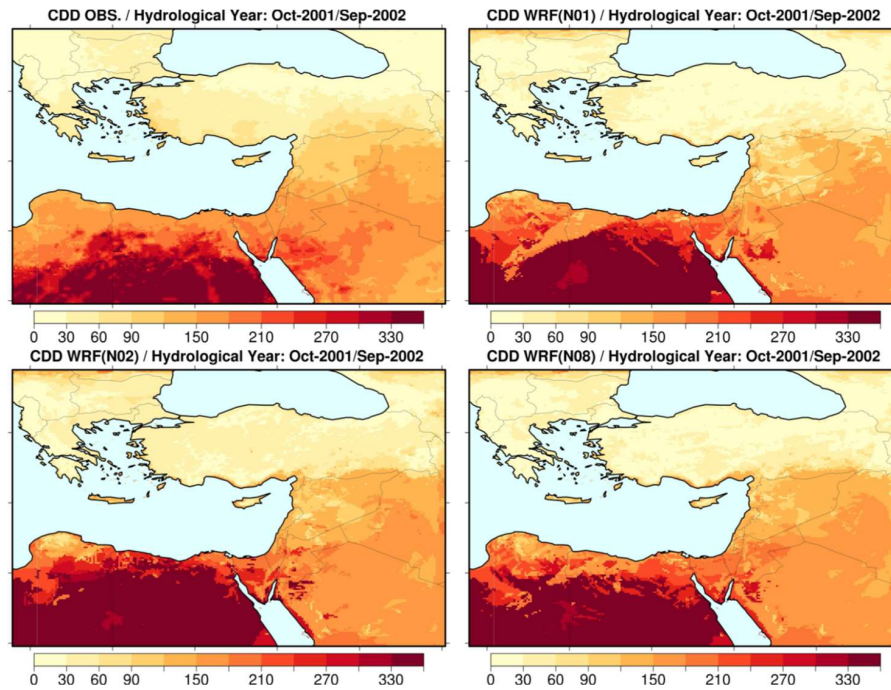 CDD OBS. / Hydrological Year: Oct-2001/Sep-2002
CDD WRF(N01) / Hydrological Year: Oct-2001/Sep-2002
0 30 60 90 150 210 270 330
0 30 60 90 150 210 270 330
CDD WRF(N02) / Hydrological Year: Oct-2001/Sep-2002
CDD WRF(N08) / Hydrological Year: Oct-2001/Sep-2002
0 30 60 90 150 210 270 330
0 30 60 90 150 210 270 330